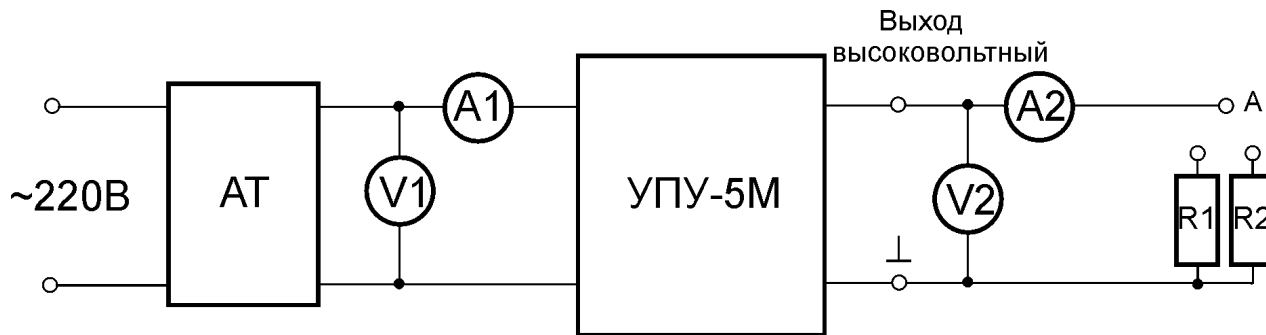 Выход
высоковольтный
A1
A2
A
~220В
АТ
V1
УПУ-5М
V2
R1
R2